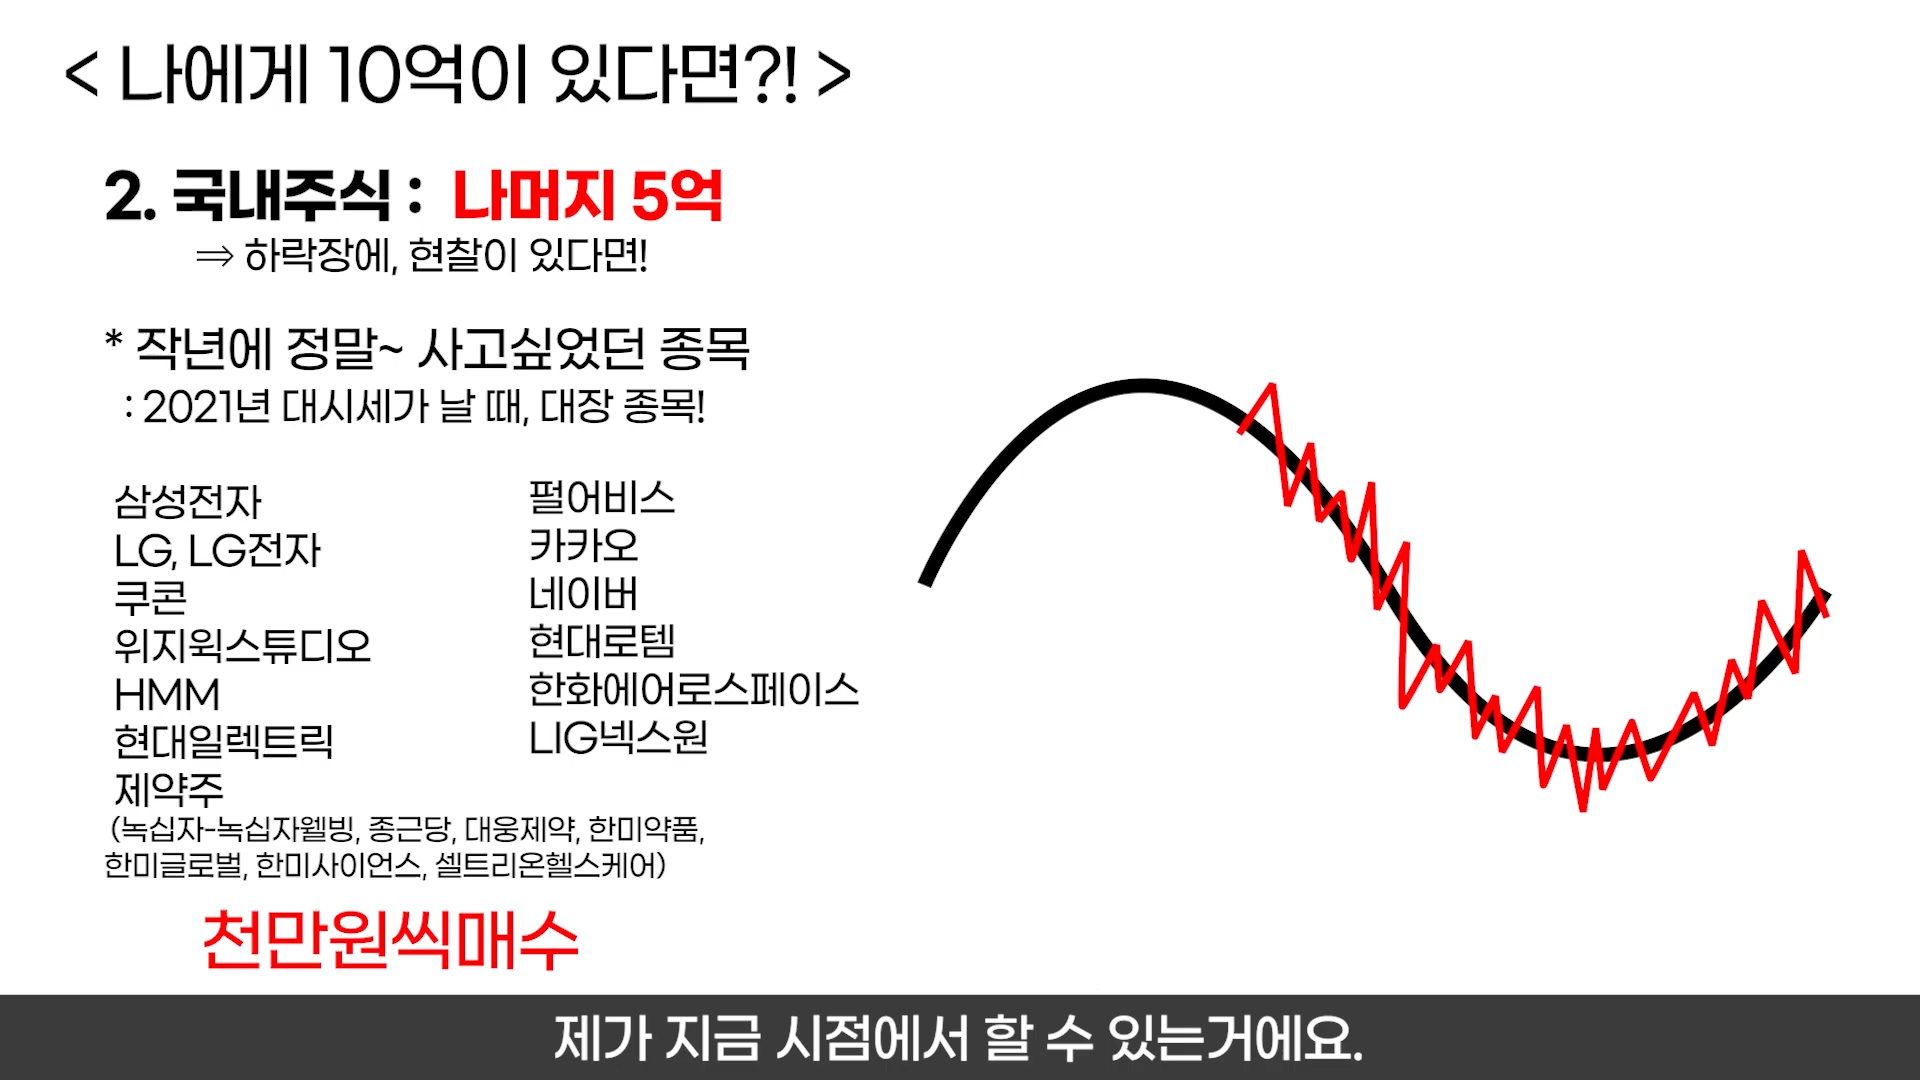 < 나에게 10억이 있다면?! >
2. 국내주식 : 나머지 5억
⇒ 하락장에, 현찰이 있다면!
* 작년에 정말~ 사고싶었던 종목
: 2021년 대시세가 날 때, 대장 종목!
삼성전자
LG, LG전자
쿠콘
위지윅스튜디오
HMM
현대일렉트릭
제약주
(녹십자-녹십자웰빙, 종근당, 대웅제약, 한미약품,
한미글로벌, 한미사이언스, 셀트리온헬스케어)
펄어비스
카카오
네이버
현대로템
한화에어로스페이스
LIG넥스원
천만원씩매수
제가 지금 시점에서 할 수 있는거에요.